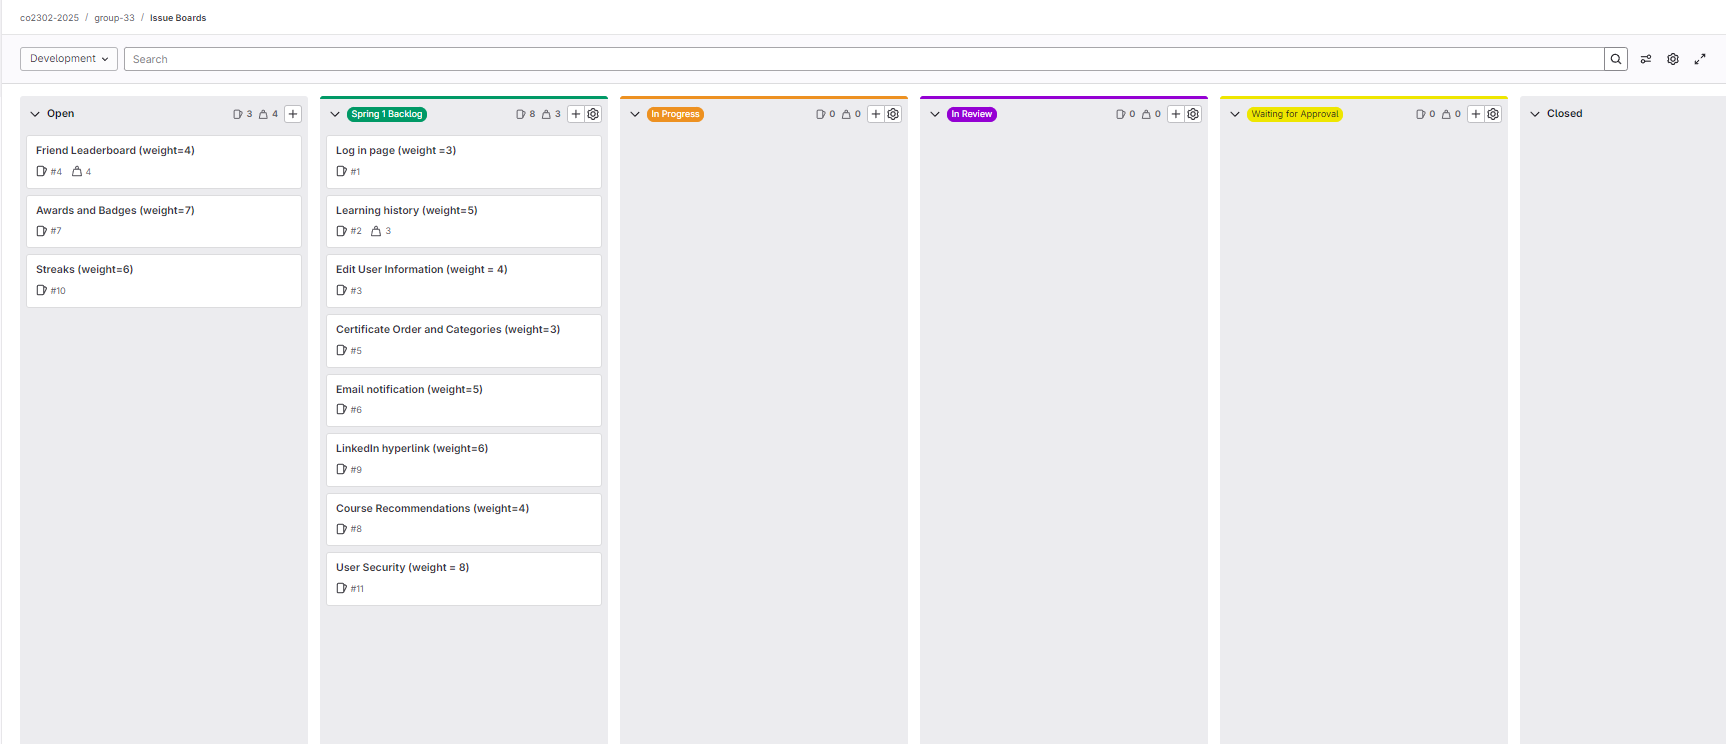 co2302-2025 / group-33 / Issue Boards
Development
Search
Open 3 4
Friend Leaderboard (weight=4)
#4 4
Awards and Badges (weight=7)
#7
Streaks (weight=6)
#10
Spring 1 Backlog 8 3
Log in page (weight =3)
#1
Learning history (weight=5)
#2 3
Edit User Information (weight = 4)
#3
Certificate Order and Categories (weight=3)
#5
Email notification (weight=5)
#6
LinkedIn hyperlink (weight=6)
#9
Course Recommendations (weight=4)
#8
User Security (weight = 8)
#11
In Progress 0 0
In Review 0 0
Waiting for Approval 0 0
Closed